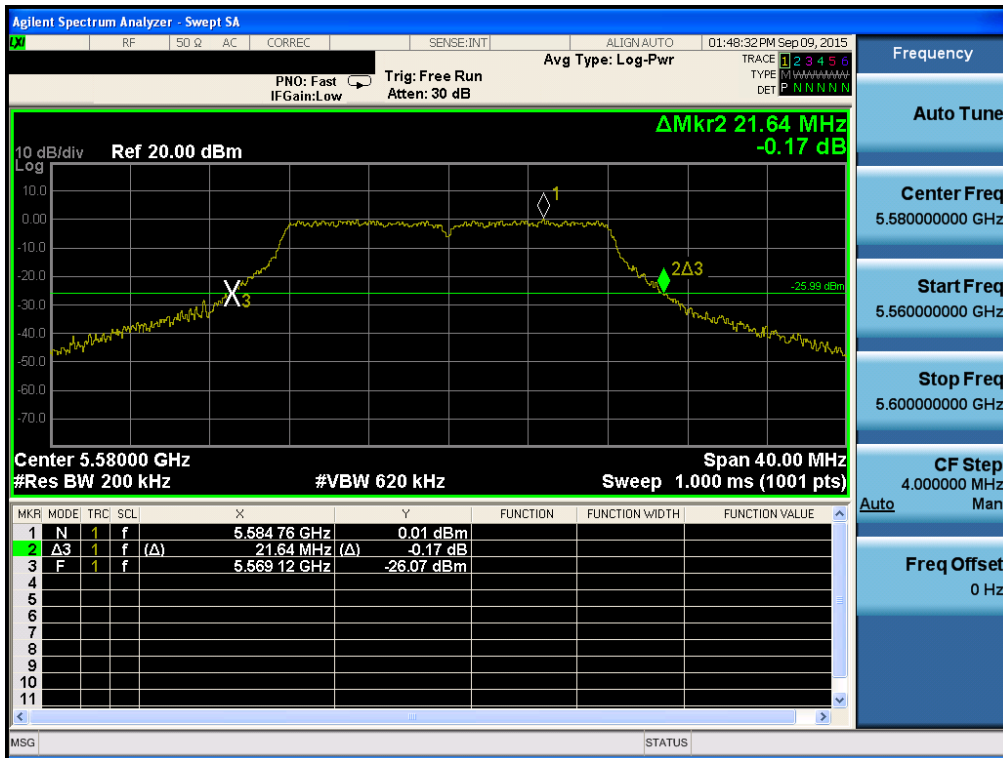 Agilent Spectrum Analyzer - Swept SA
LXI RF 50 Ω AC CORREC SENSE:INT ALIGN AUTO 01:48:32 PM Sep 09, 2015
Frequency
Avg Type: Log-Pwr
TRACE 1 2 3 4 5 6
PNO: Fast Trig: Free Run
TYPE M
IFGain:Low Atten: 30 dB
DET P N N N N N
Auto Tune
ΔMkr2 21.64 MHz
-0.17 dB
10 dB/div Ref 20.00 dBm
Log
10.0
0.00
-10.0
-20.0
-30.0
-40.0
-50.0
-60.0
-70.0
1
2Δ3
3
-25.99 dBm
Center 5.58000 GHz Span 40.00 MHz
#Res BW 200 kHz #VBW 620 kHz Sweep 1.000 ms (1001 pts)
Center Freq
5.580000000 GHz
Start Freq
5.560000000 GHz
Stop Freq
5.600000000 GHz
CF Step
4.000000 MHz
Auto Man
Freq Offset
0 Hz
MKR MODE TRC SCL X Y FUNCTION FUNCTION WIDTH FUNCTION VALUE
1 N 1 f 5.584 76 GHz 0.01 dBm
2 Δ3 1 f (Δ) 21.64 MHz (Δ) -0.17 dB
3 F 1 f 5.569 12 GHz -26.07 dBm
4
5
6
7
8
9
10
11
MSG STATUS